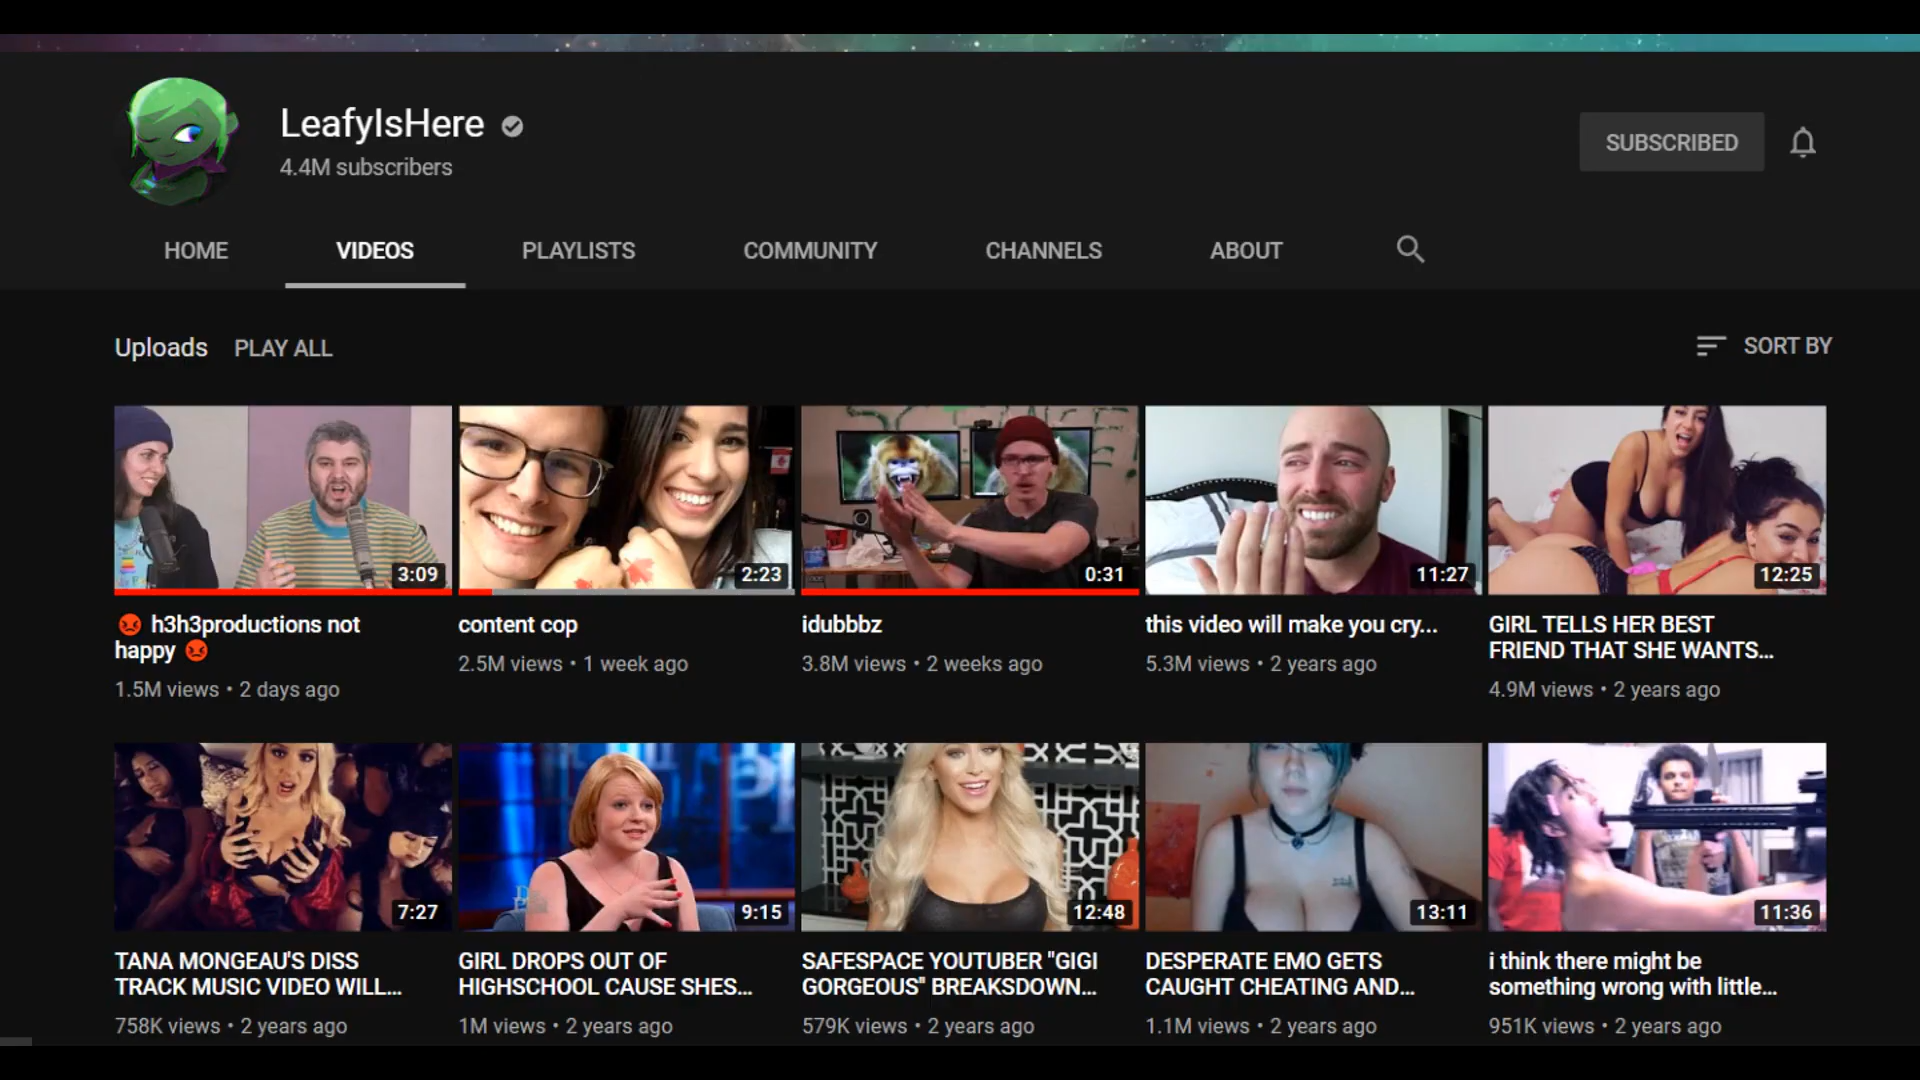 LeafyIsHere
4.4M subscribers
SUBSCRIBED
HOME
VIDEOS
PLAYLISTS
COMMUNITY
CHANNELS
ABOUT
Uploads
PLAY ALL
SORT BY
3:09
😡 h3h3productions not
happy 😡
1.5M views • 2 days ago
2:23
content cop
2.5M views • 1 week ago
0:31
idubbbz
3.8M views • 2 weeks ago
11:27
this video will make you cry...
5.3M views • 2 years ago
12:25
GIRL TELLS HER BEST
FRIEND THAT SHE WANTS...
4.9M views • 2 years ago
7:27
TANA MONGEAU'S DISS
TRACK MUSIC VIDEO WILL...
758K views • 2 years ago
9:15
GIRL DROPS OUT OF
HIGHSCHOOL CAUSE SHES...
1M views • 2 years ago
12:48
SAFESPACE YOUTUBER "GIGI
GORGEOUS" BREAKSDOWN...
579K views • 2 years ago
13:11
DESPERATE EMO GETS
CAUGHT CHEATING AND...
1.1M views • 2 years ago
11:36
i think there might be
something wrong with little...
951K views • 2 years ago